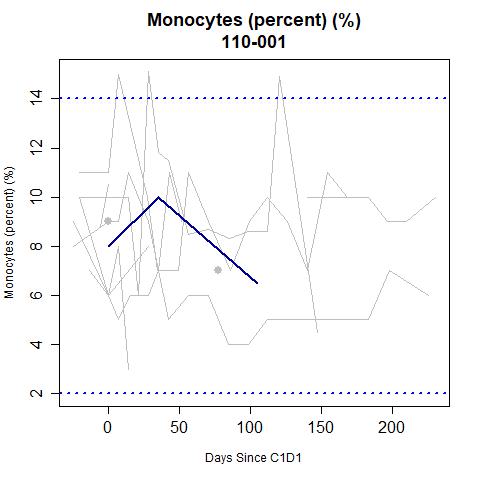 Monocytes (percent) (%)
110-001
Monocytes (percent) (%)
14
12
10
8
6
4
2
0 50 100 150 200
Days Since C1D1